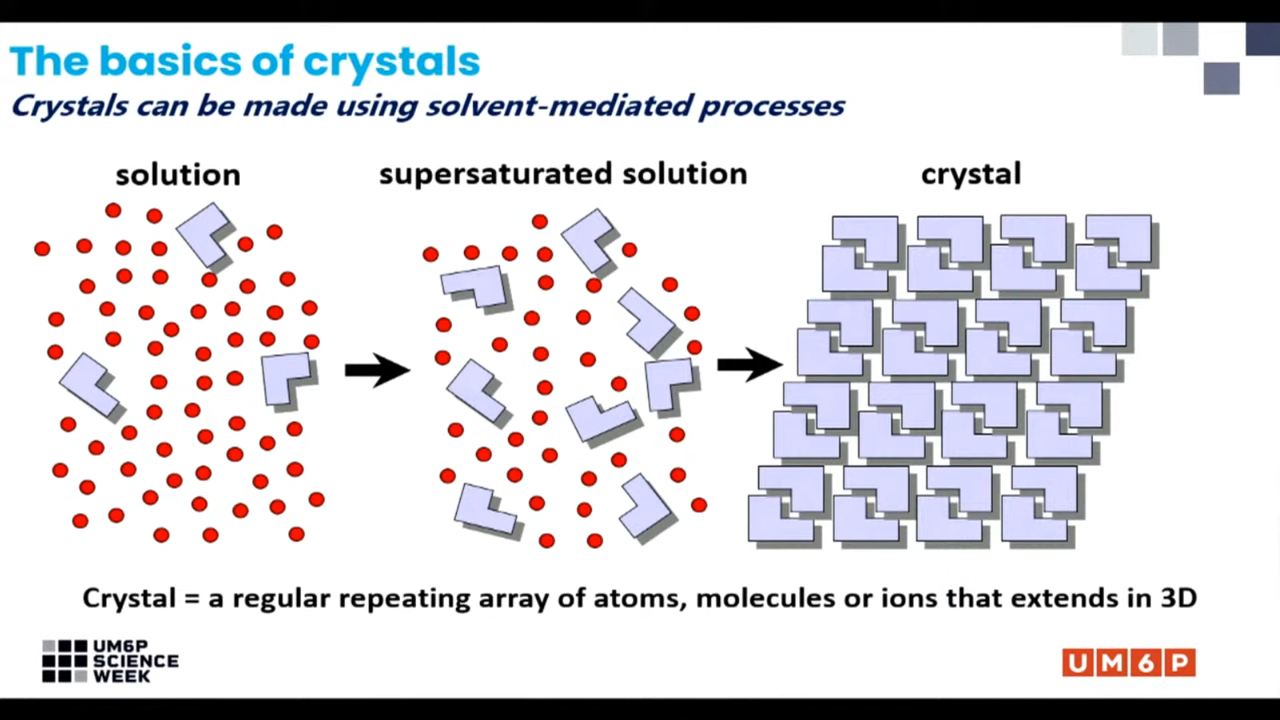 The basics of crystals
Crystals can be made using solvent-mediated processes
solution
supersaturated solution
crystal
Crystal = a regular repeating array of atoms, molecules or ions that extends in 3D
UM6P
SCIENCE
WEEK
UM6P